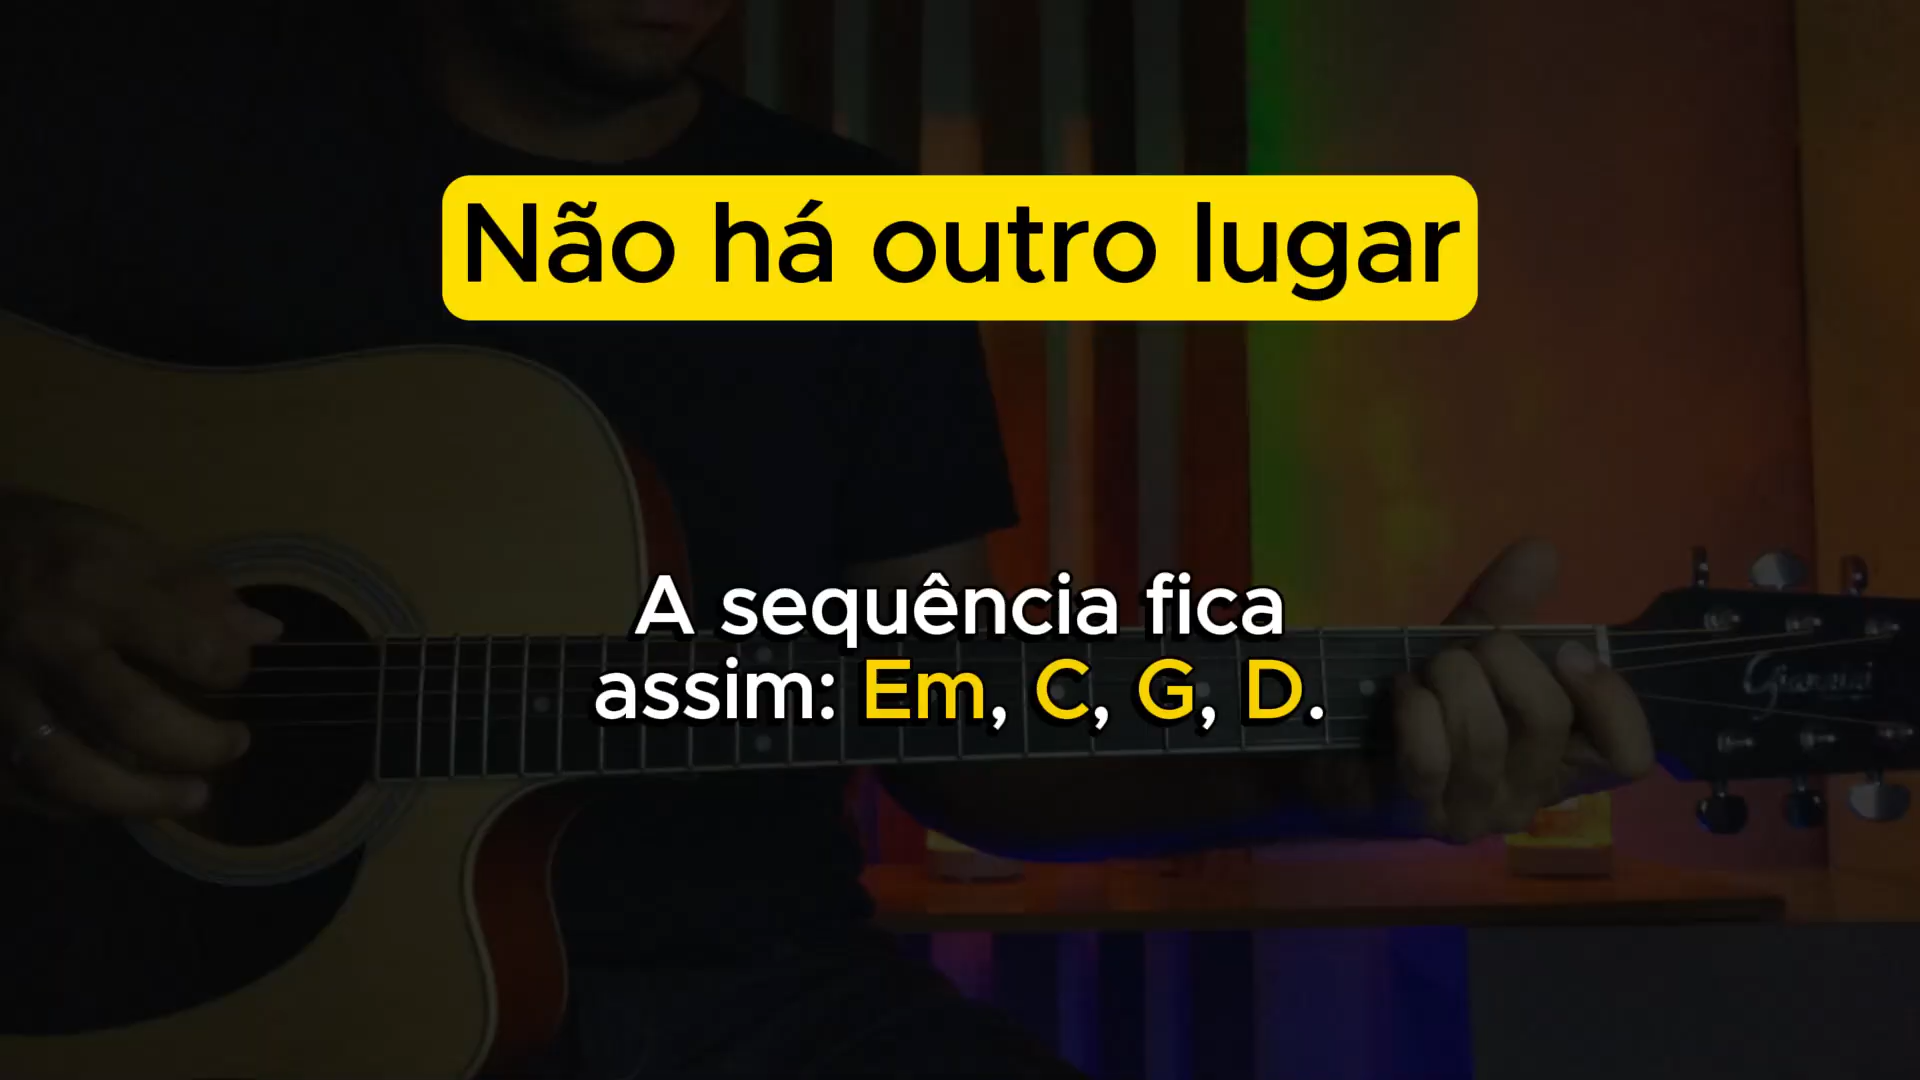 Não há outro lugar
A sequência fica
assim: Em, C, G, D.